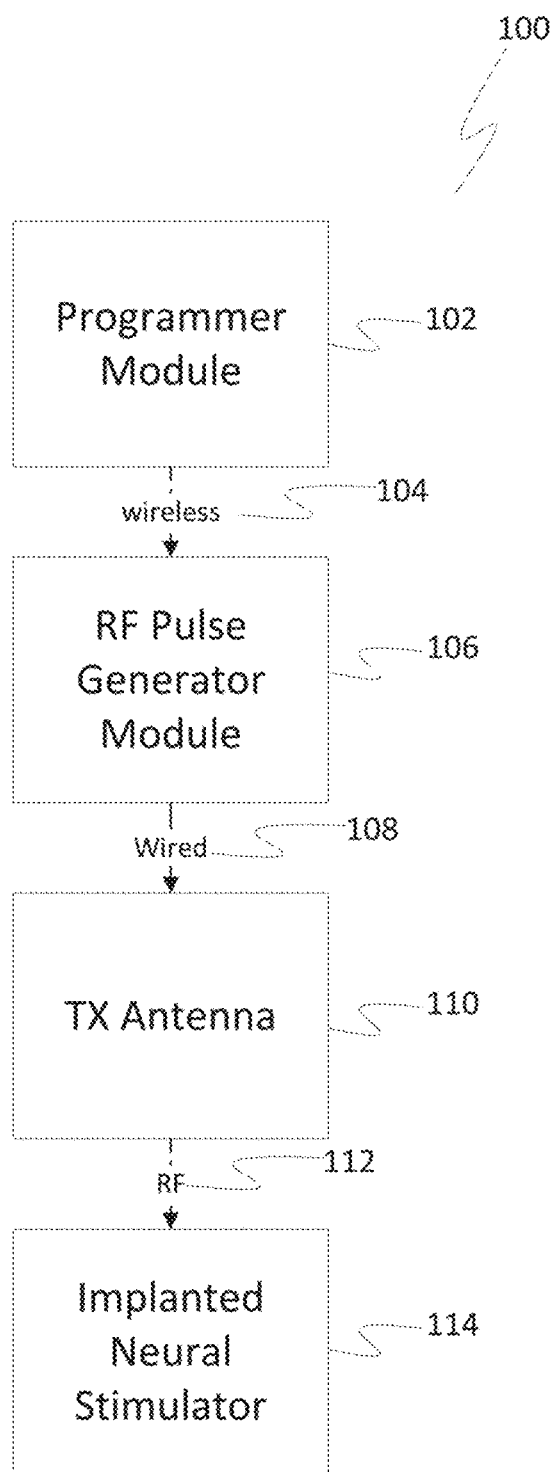 100
Programmer
Module
102
104
wireless
RF Pulse
Generator
Module
106
108
Wired
TX Antenna
110
112
RF
Implanted
Neural
Stimulator
114